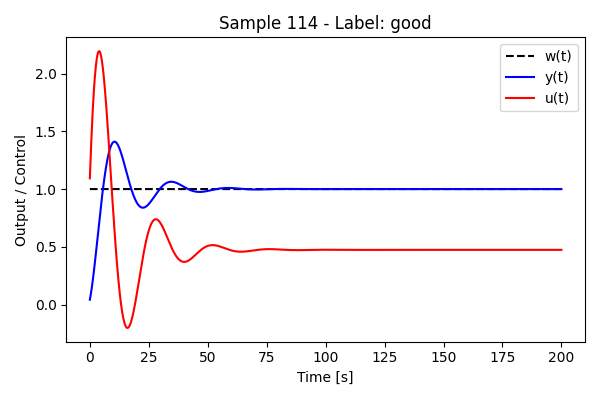 Sample 114 - Label: good
w(t)
y(t)
u(t)
Output / Control
2.0
1.5
1.0
0.5
0.0
0 25 50 75 100 125 150 175 200
Time [s]